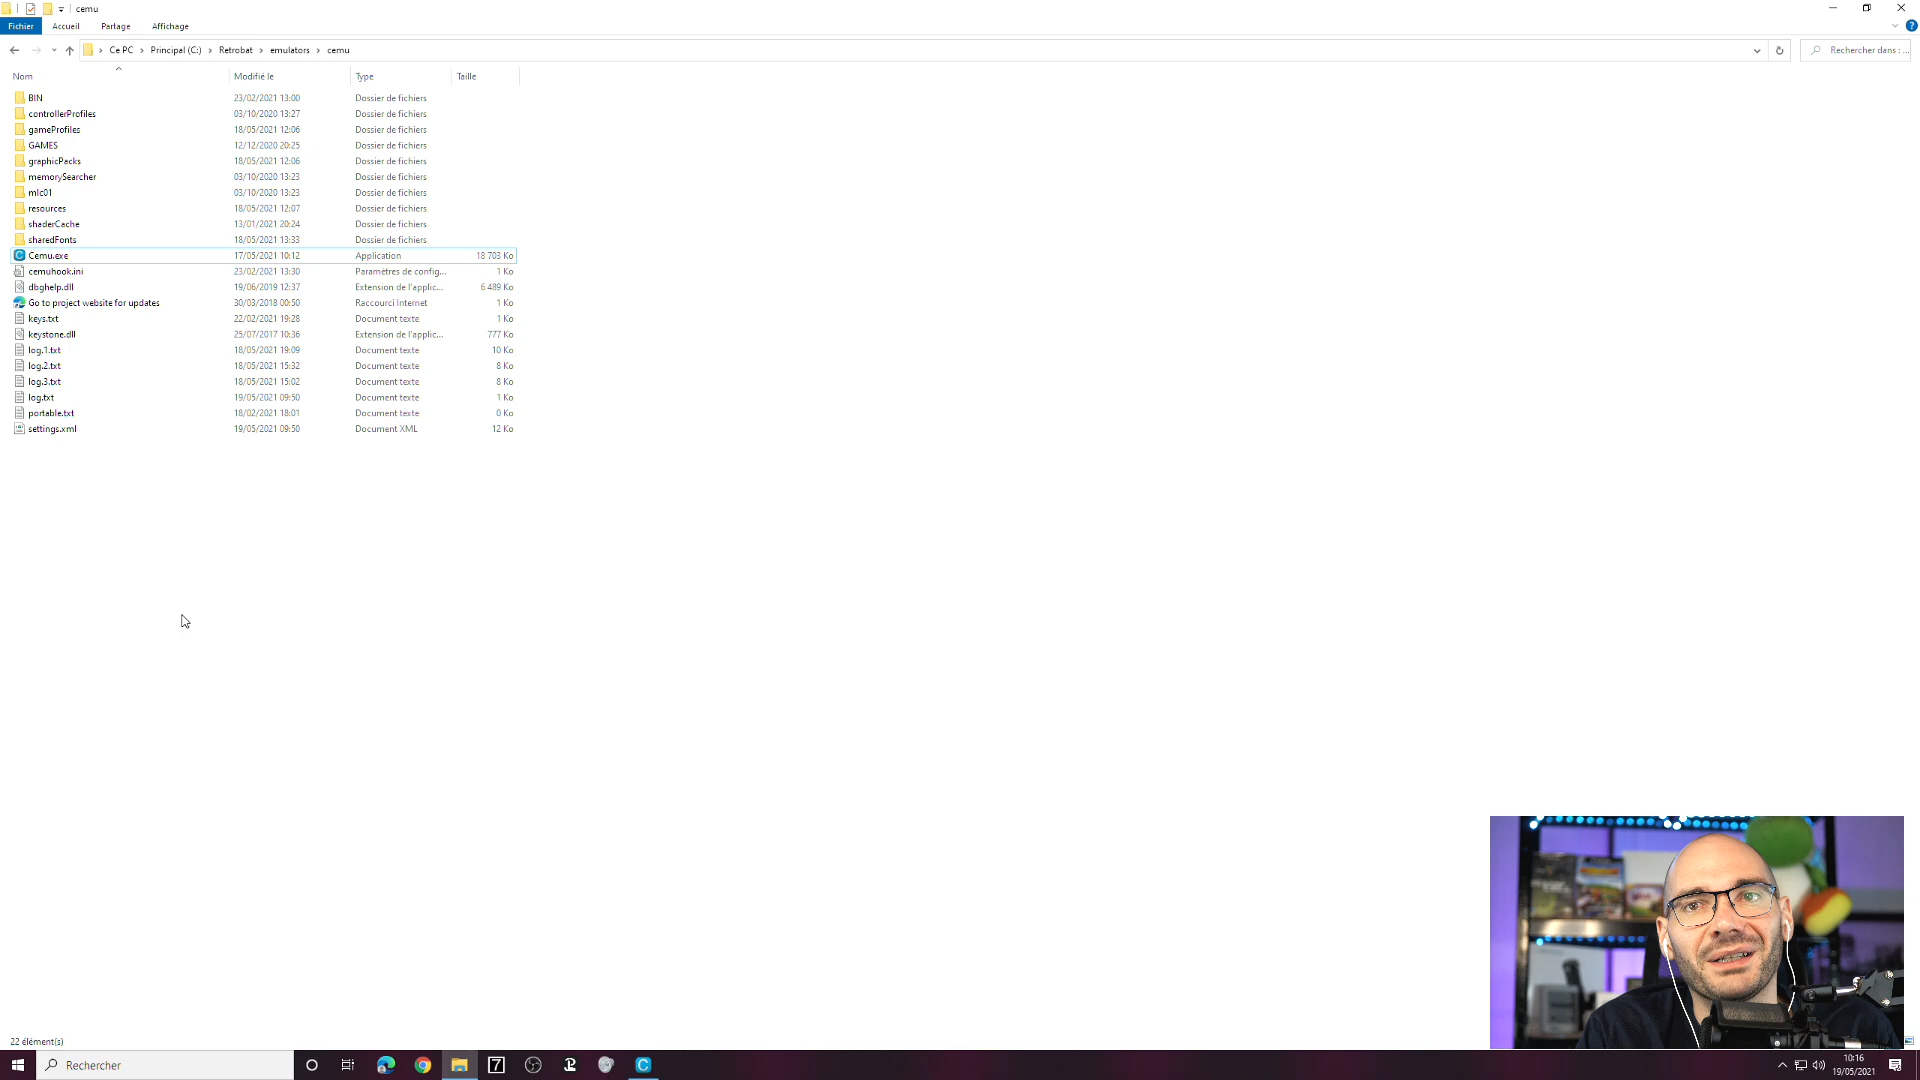 cemu
Fichier Accueil Partage Affichage
Ce PC > Principal (C:) > Retrobat > emulators > cemu Rechercher dans : ...
Nom Modifié le Type Taille
BIN 23/02/2021 13:00 Dossier de fichiers
controllerProfiles 03/10/2020 13:27 Dossier de fichiers
gameProfiles 18/05/2021 12:06 Dossier de fichiers
GAMES 12/12/2020 20:25 Dossier de fichiers
graphicPacks 18/05/2021 12:06 Dossier de fichiers
memorySearcher 03/10/2020 13:23 Dossier de fichiers
mlc01 03/10/2020 13:23 Dossier de fichiers
resources 18/05/2021 12:07 Dossier de fichiers
shaderCache 13/01/2021 20:24 Dossier de fichiers
sharedFonts 18/05/2021 13:33 Dossier de fichiers
Cemu.exe 17/05/2021 10:12 Application 18 703 Ko
cemuhook.ini 23/02/2021 13:30 Paramètres de config... 1 Ko
dbghelp.dll 19/06/2019 12:37 Extension de l'applic... 6 489 Ko
Go to project website for updates 30/03/2018 00:50 Raccourci Internet 1 Ko
keys.txt 22/02/2021 19:28 Document texte 1 Ko
keystone.dll 25/07/2017 10:36 Extension de l'applic... 777 Ko
log.1.txt 18/05/2021 19:09 Document texte 10 Ko
log.2.txt 18/05/2021 15:32 Document texte 8 Ko
log.3.txt 18/05/2021 15:02 Document texte 8 Ko
log.txt 19/05/2021 09:50 Document texte 1 Ko
portable.txt 18/02/2021 18:01 Document texte 0 Ko
settings.xml 19/05/2021 09:50 Document XML 12 Ko
22 élément(s)
Rechercher
10:16
19/05/2021